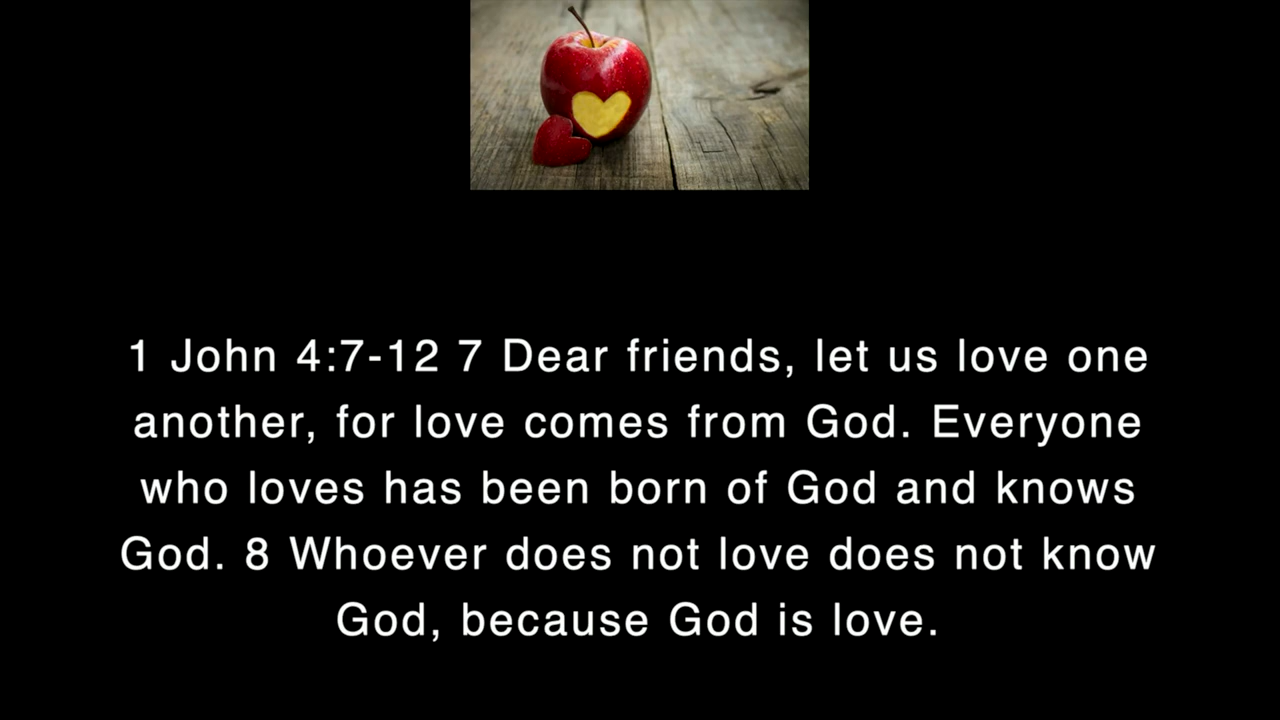 1 John 4:7-12 7 Dear friends, let us love one
another, for love comes from God. Everyone
who loves has been born of God and knows
God. 8 Whoever does not love does not know
God, because God is love.